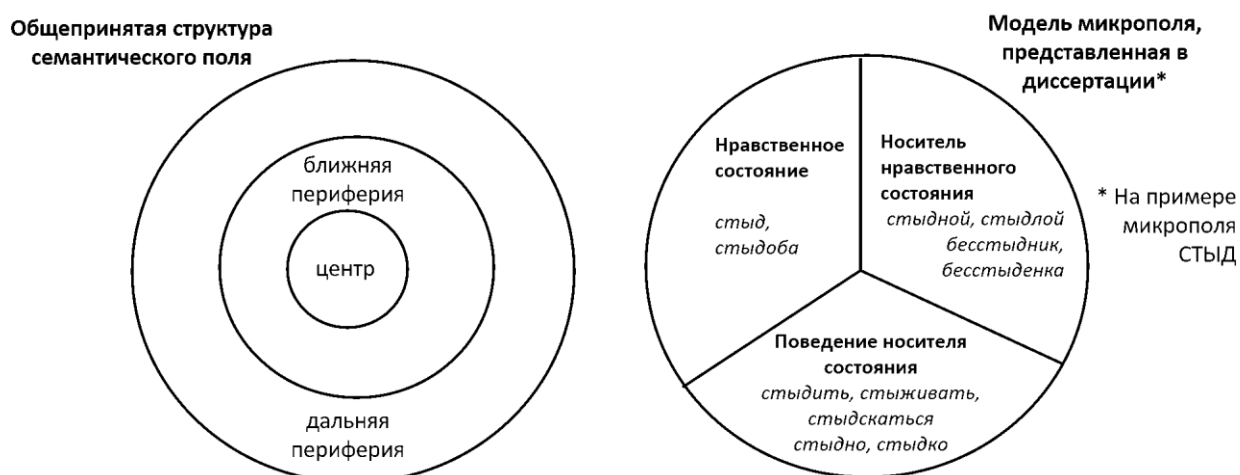 Общепринятая структура
семантического поля
ближняя
периферия
центр
дальняя
периферия
Модель микрополя,
представленная в
диссертации*
Нравственное
состояние
стыд,
стыдоба
Носитель
нравственного
состояния
стыдной, стыдлой
бесстыдник,
бесстыденка
* На примере
микрополя
СТЫД
Поведение носителя
состояния
стыдить, стыживать,
стыдскаться
стыдно, стыдко